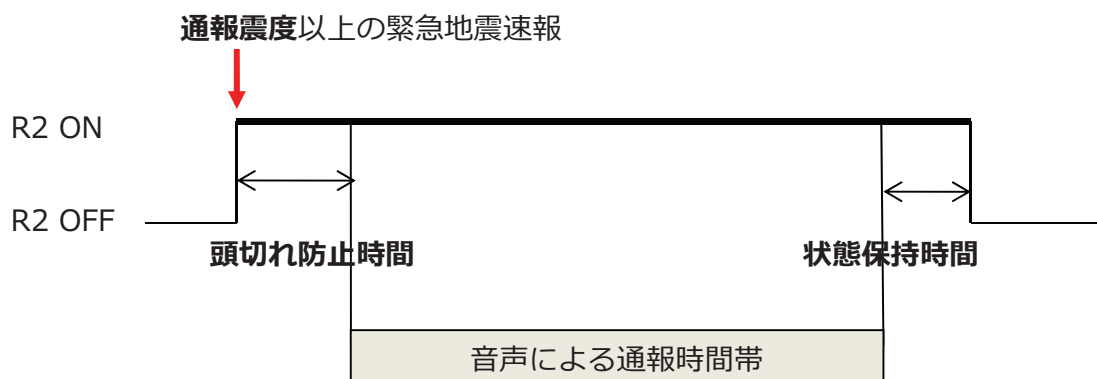 通報震度以上の緊急地震速報
R2 ON
R2 OFF
頭切れ防止時間
状態保持時間
音声による通報時間帯